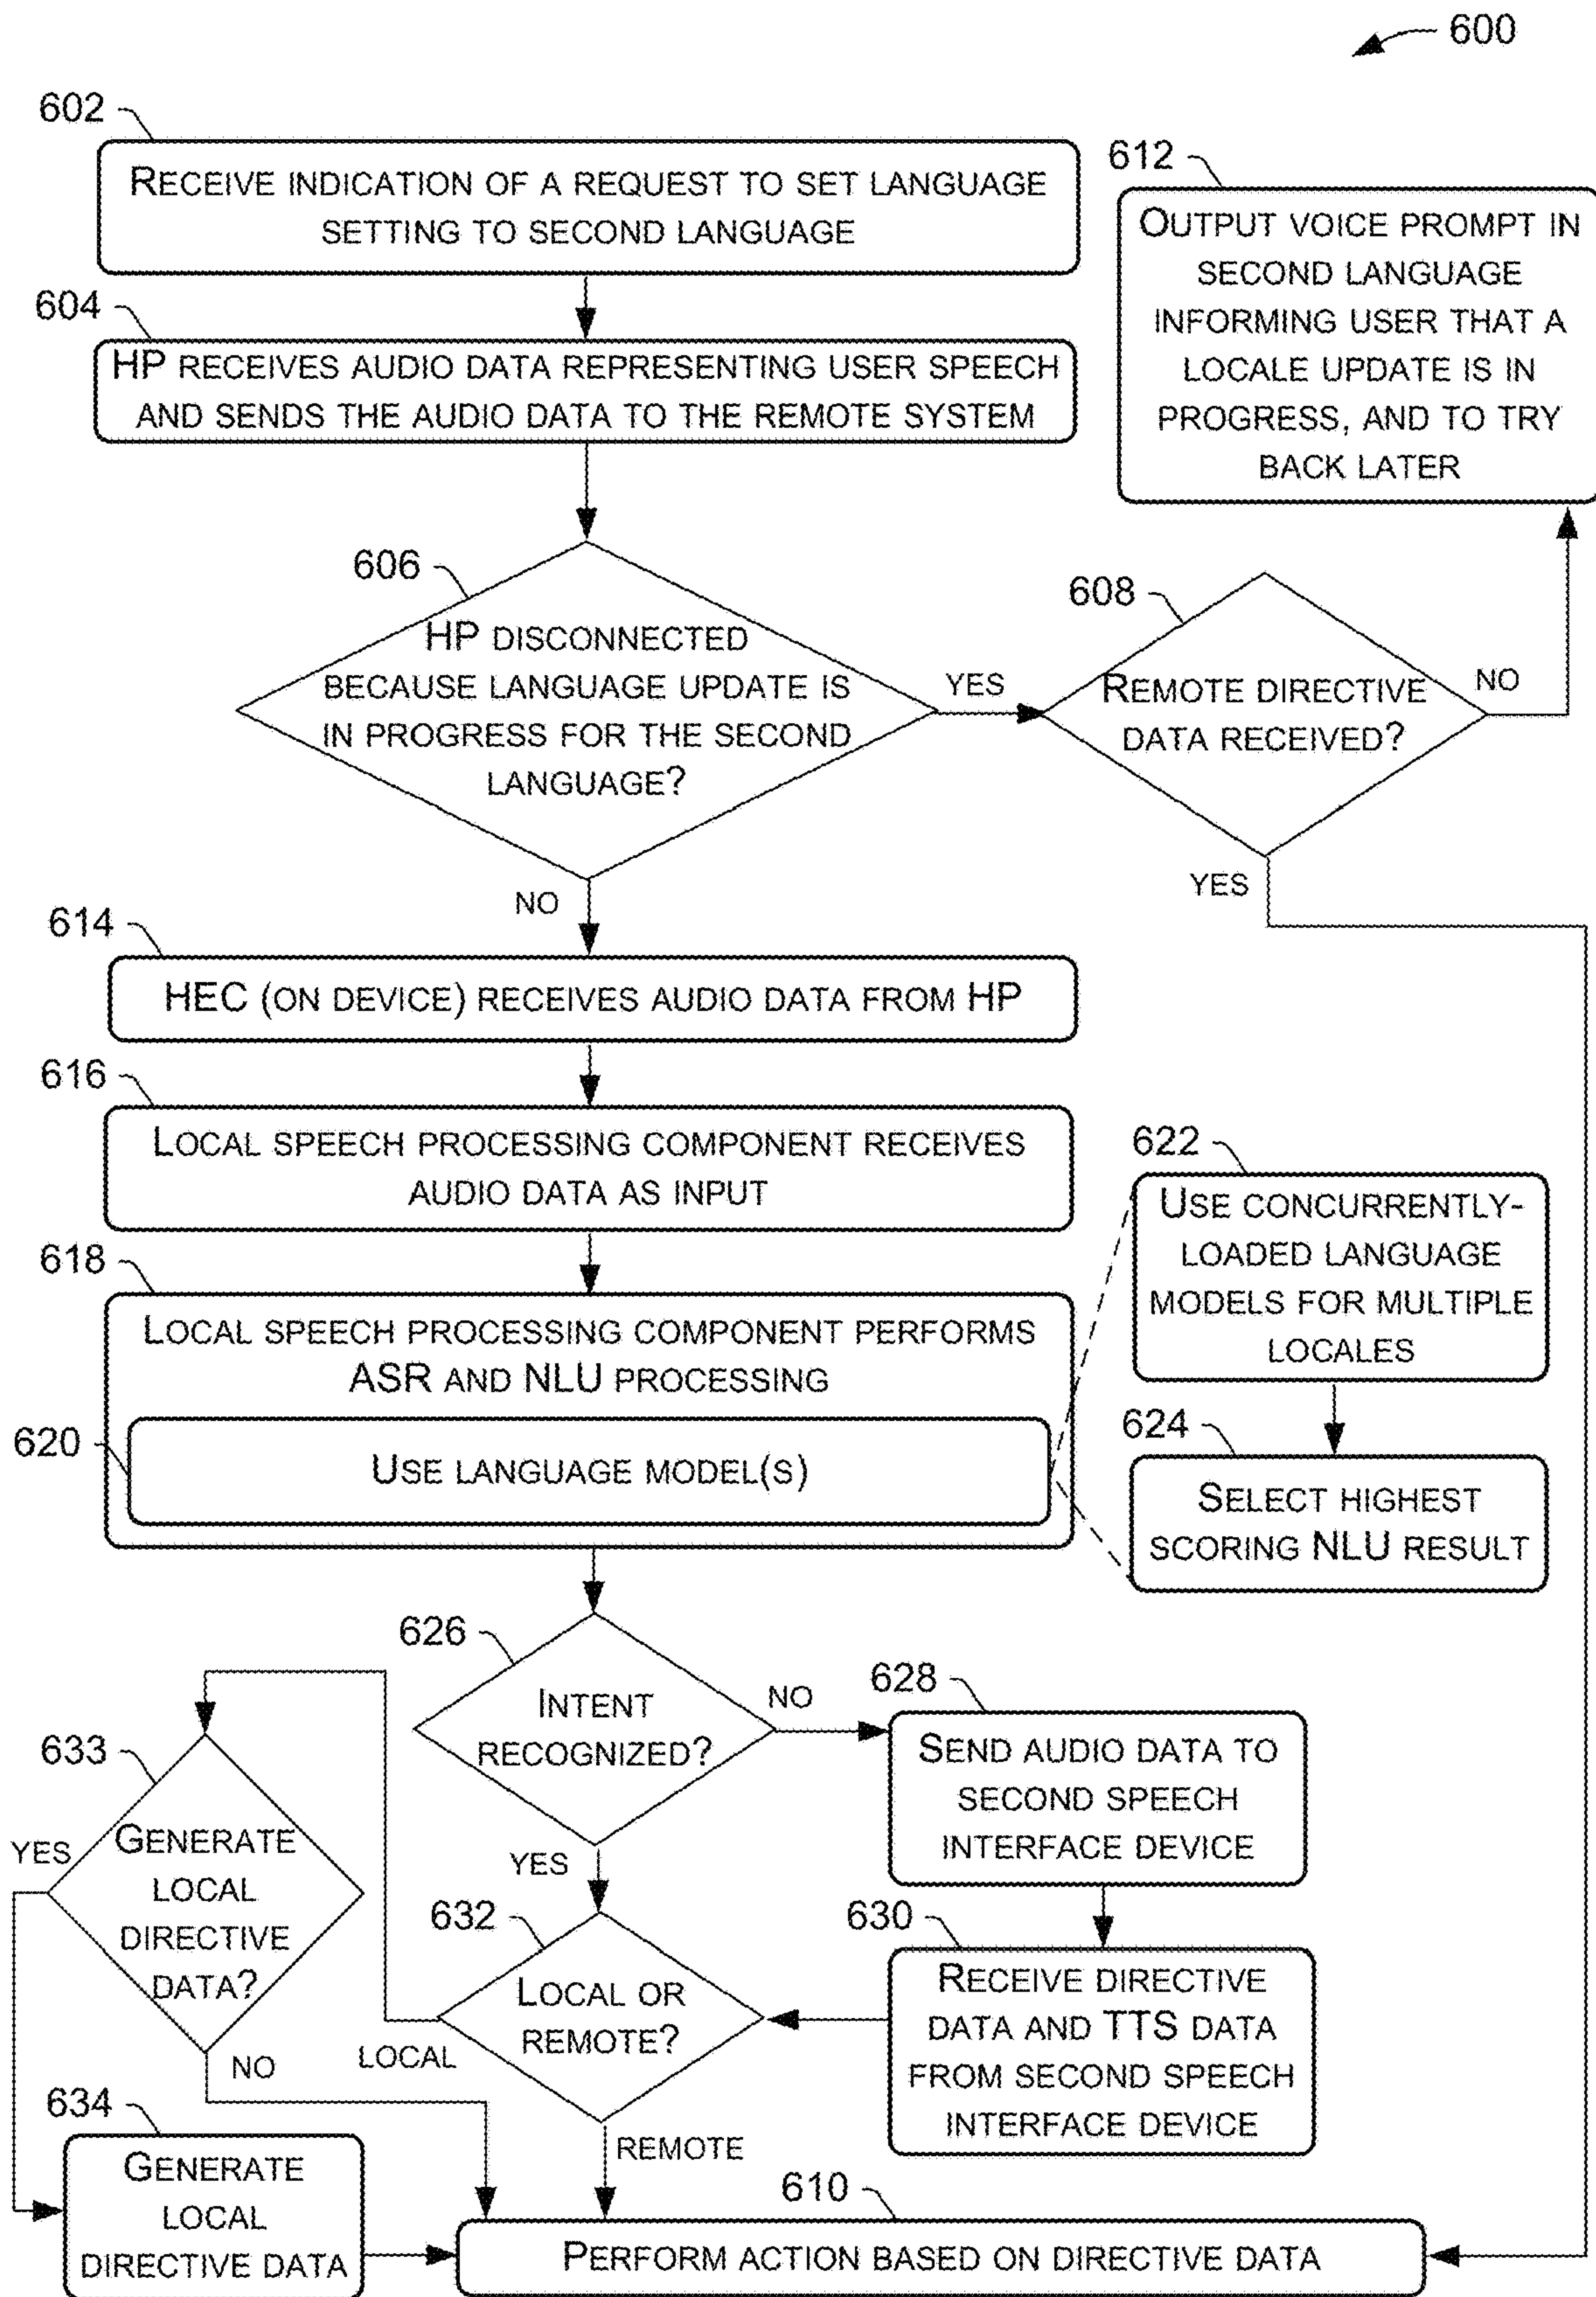 600
602
RECEIVE INDICATION OF A REQUEST TO SET LANGUAGE
SETTING TO SECOND LANGUAGE
604
HP RECEIVES AUDIO DATA REPRESENTING USER SPEECH
AND SENDS THE AUDIO DATA TO THE REMOTE SYSTEM
612
OUTPUT VOICE PROMPT IN
SECOND LANGUAGE
INFORMING USER THAT A
LOCALE UPDATE IS IN
PROGRESS, AND TO TRY
BACK LATER
606
HP DISCONNECTED
BECAUSE LANGUAGE UPDATE IS
IN PROGRESS FOR THE SECOND
LANGUAGE?
YES
NO
608
REMOTE DIRECTIVE
DATA RECEIVED?
NO
YES
614
HEC (ON DEVICE) RECEIVES AUDIO DATA FROM HP
616
LOCAL SPEECH PROCESSING COMPONENT RECEIVES
AUDIO DATA AS INPUT
618
LOCAL SPEECH PROCESSING COMPONENT PERFORMS
ASR AND NLU PROCESSING
620
USE LANGUAGE MODEL(S)
622
USE CONCURRENTLY-
LOADED LANGUAGE
MODELS FOR MULTIPLE
LOCALES
624
SELECT HIGHEST
SCORING NLU RESULT
626
INTENT
RECOGNIZED?
NO
YES
628
SEND AUDIO DATA TO
SECOND SPEECH
INTERFACE DEVICE
630
RECEIVE DIRECTIVE
DATA AND TTS DATA
FROM SECOND SPEECH
INTERFACE DEVICE
632
LOCAL OR
REMOTE?
LOCAL
REMOTE
633
GENERATE
LOCAL
DIRECTIVE
DATA?
YES
NO
634
GENERATE
LOCAL
DIRECTIVE DATA
610
PERFORM ACTION BASED ON DIRECTIVE DATA